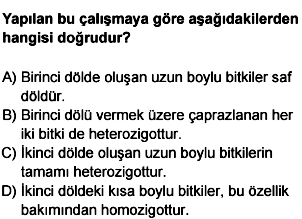 Yapılan bu çalışmaya göre aşağıdakilerden
hangisi doğrudur?
A) Birinci dölde oluşan uzun boylu bitkiler saf
döldür.
B) Birinci dölü vermek üzere çaprazlanan her
iki bitki de heterozigottur.
C) İkinci dölde oluşan uzun boylu bitkilerin
tamamı heterozigottur.
D) İkinci döldeki kısa boylu bitkiler, bu özellik
bakımından homozigottur.